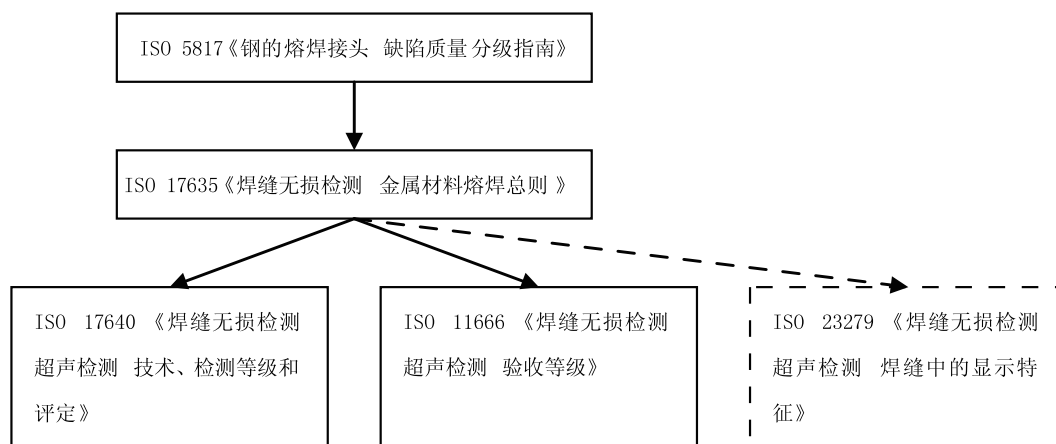 ISO 5817《钢的熔焊接头 缺陷质量分级指南》
ISO 17635《焊缝无损检测 金属材料熔焊总则 》
ISO 17640 《焊缝无损检测
超声检测 技术、检测等级和
评定》
ISO 11666 《焊缝无损检测
超声检测 验收等级》
ISO 23279 《焊缝无损检测
超声检测 焊缝中的显示特
征》